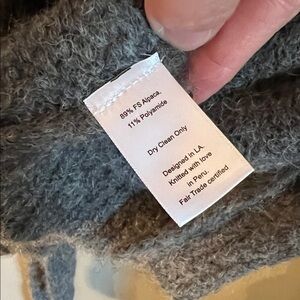 89% FS Alpaca,
11% Polyamide
Dry Clean Only
Designed in LA.
Knitted with love
in Peru.
Fair Trade certified